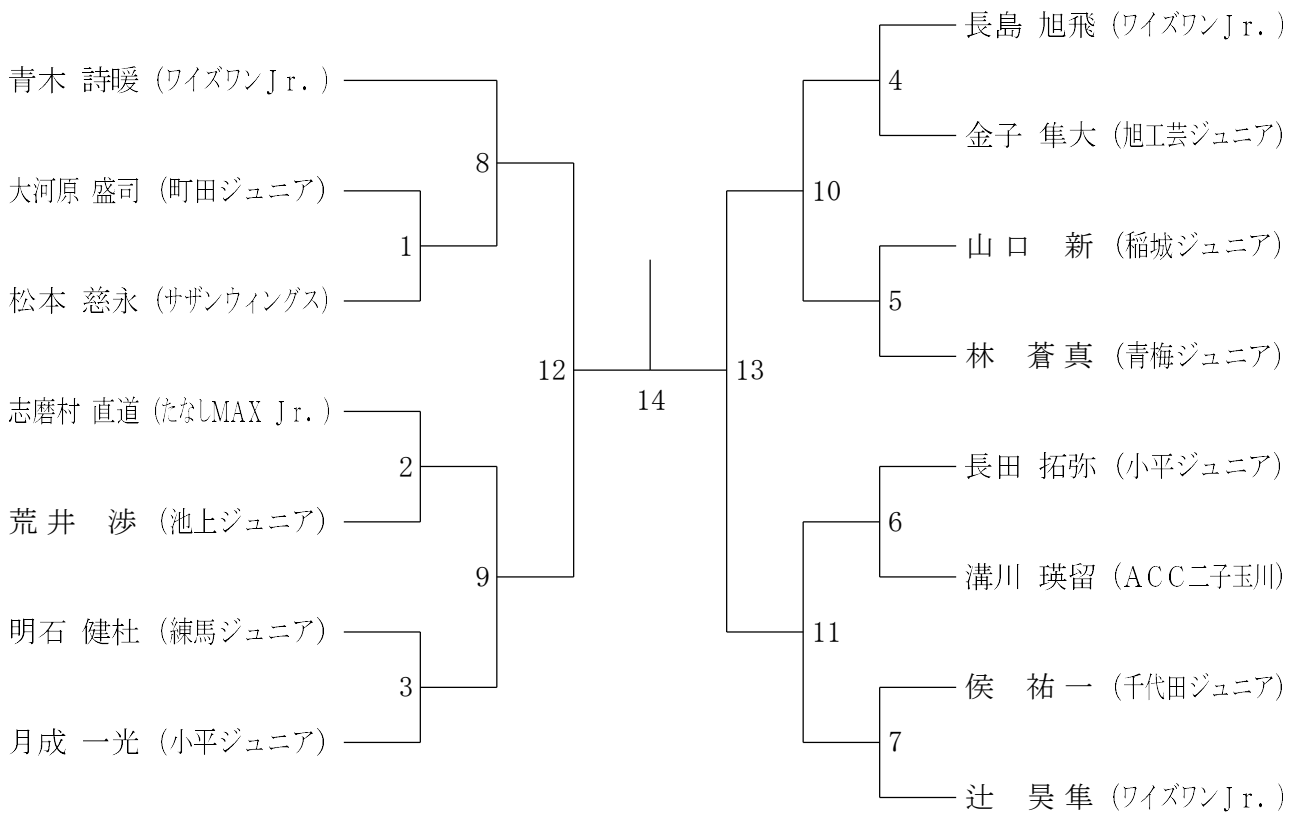 青木 詩暖 (ワイズワンJr.)
8
大河原 盛司 (町田ジュニア)
1
松本 慈永 (サザンウィングス)
12
志磨村 直道 (たなしMAX Jr.)
2
荒井 渉 (池上ジュニア)
9
明石 健杜 (練馬ジュニア)
3
月成 一光 (小平ジュニア)
14
長島 旭飛 (ワイズワンJr.)
4
金子 隼大 (旭工芸ジュニア)
10
山口 新 (稲城ジュニア)
5
林 蒼真 (青梅ジュニア)
13
長田 拓弥 (小平ジュニア)
6
溝川 瑛留 (ACC二子玉川)
11
侯 祐一 (千代田ジュニア)
7
辻 昊隼 (ワイズワンJr.)